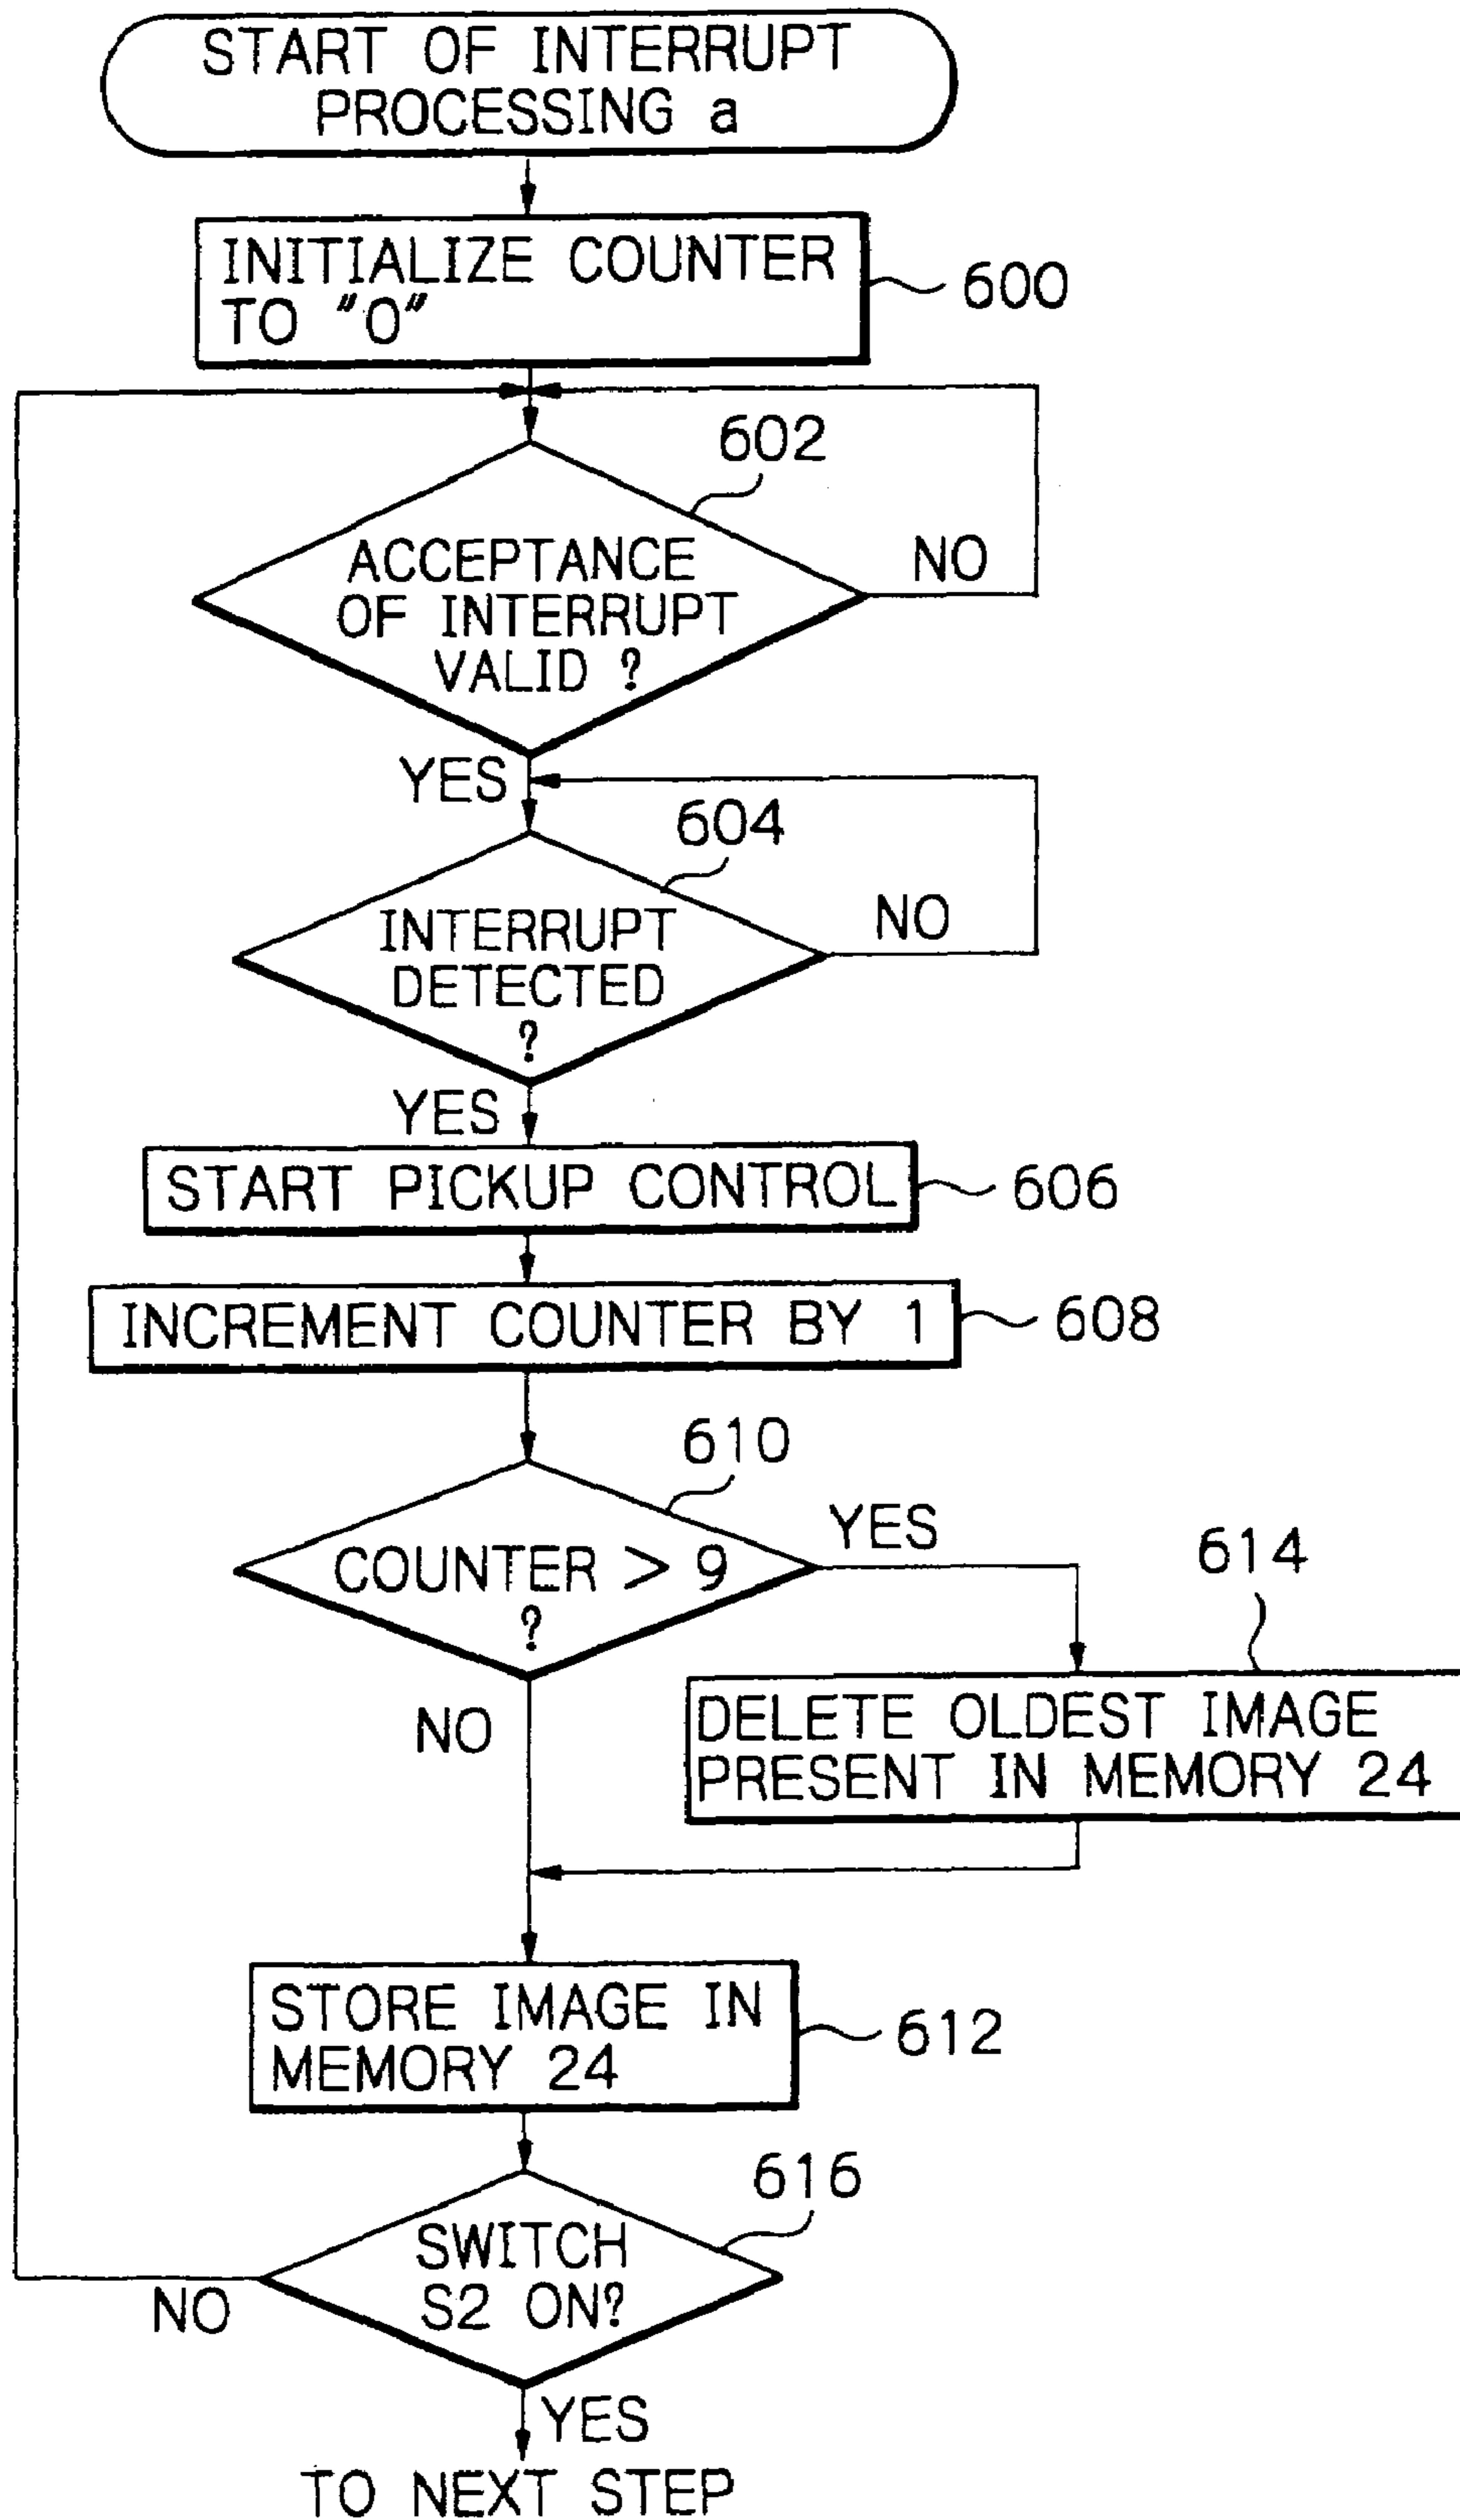 START OF INTERRUPT
PROCESSING a
INITIALIZE COUNTER
TO "0"
600
602
ACCEPTANCE
OF INTERRUPT
VALID ?
NO
YES
604
INTERRUPT
DETECTED
?
NO
YES
START PICKUP CONTROL
606
INCREMENT COUNTER BY 1
608
610
COUNTER > 9
?
YES
614
NO
DELETE OLDEST IMAGE
PRESENT IN MEMORY 24
STORE IMAGE IN
MEMORY 24
612
616
SWITCH
S2 ON?
NO
YES
TO NEXT STEP